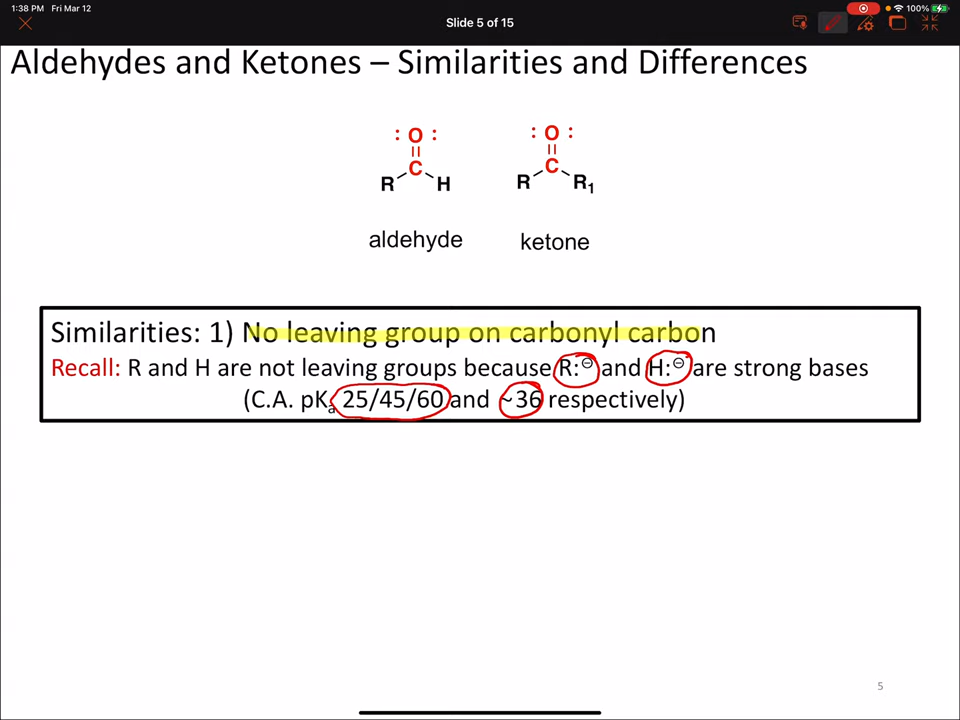 1:38 PM Fri Mar 12
100%
Slide 5 of 15
Aldehydes and Ketones – Similarities and Differences
: O : : O :
C C
R H R R1
aldehyde ketone
Similarities: 1) No leaving group on carbonyl carbon
Recall: R and H are not leaving groups because R:⊖ and H:⊖ are strong bases
(C.A. pKa 25/45/60 and ~36 respectively)
5